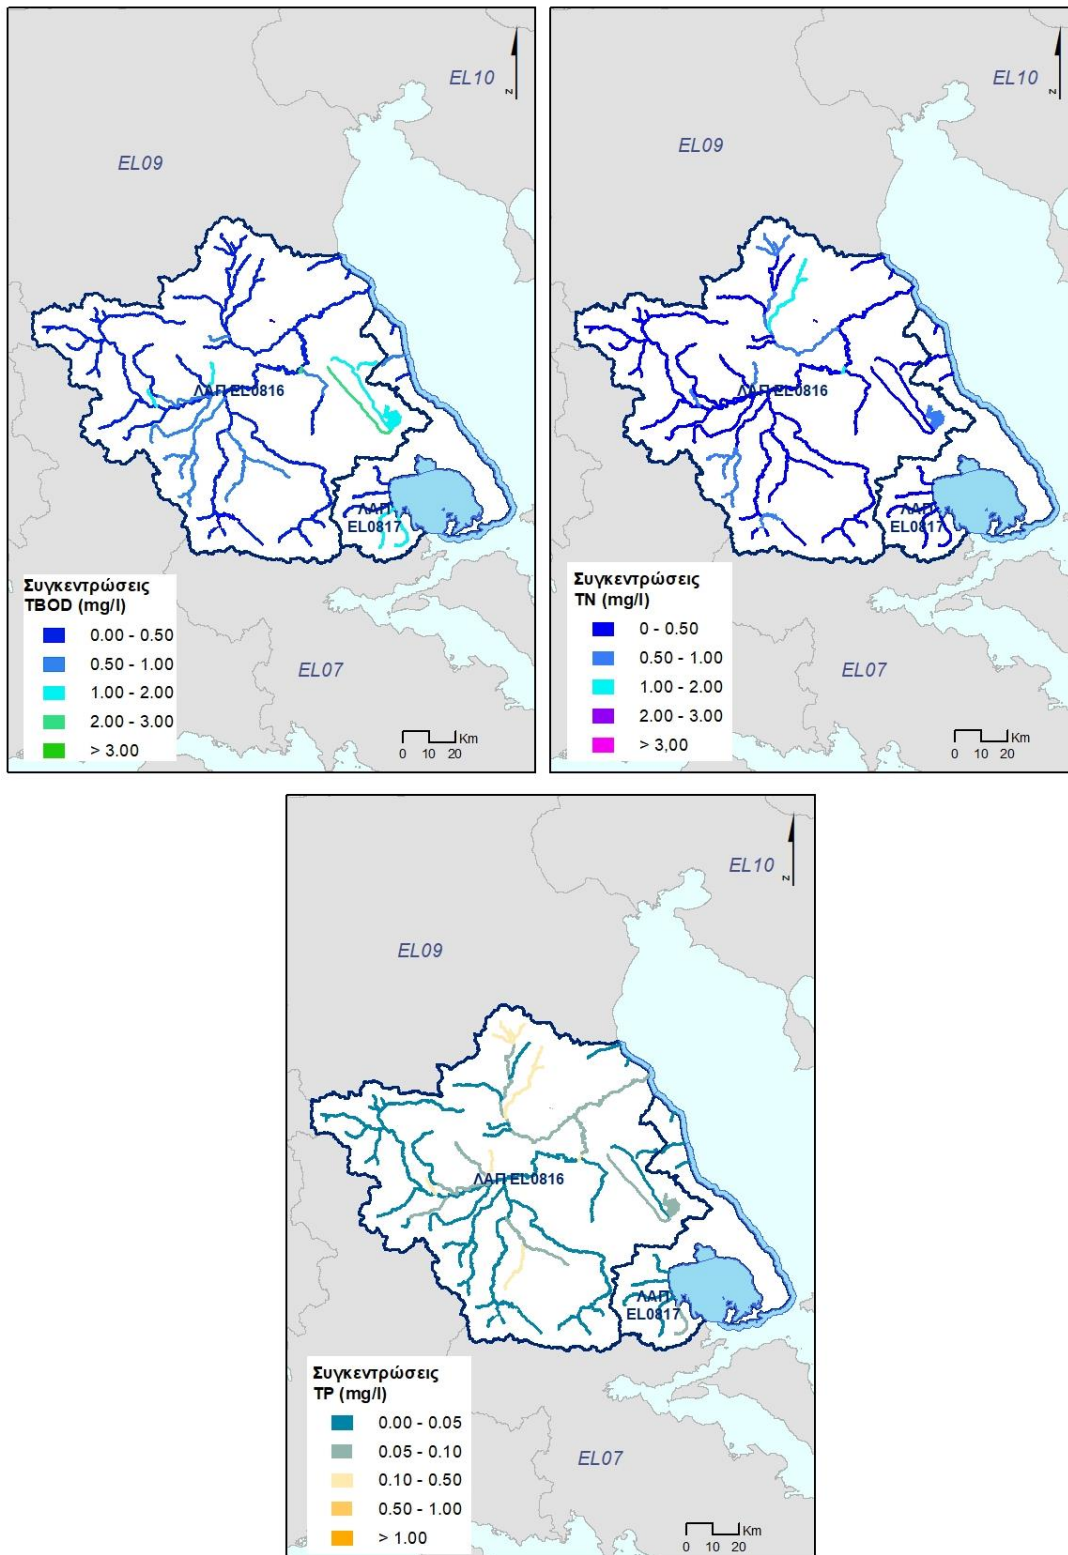 EL10
N
EL09
ΛΑΠ EL0816
ΛΑΠ
EL0817
Συγκεντρώσεις
TBOD (mg/l)
0.00 - 0.50
0.50 - 1.00
1.00 - 2.00
2.00 - 3.00
> 3.00
EL07
Km
0 10 20
EL10
N
EL09
ΛΑΠ EL0816
ΛΑΠ
EL0817
Συγκεντρώσεις
TN (mg/l)
0 - 0.50
0.50 - 1.00
1.00 - 2.00
2.00 - 3.00
> 3,00
EL07
Km
0 10 20
EL10
N
EL09
ΛΑΠ EL0816
ΛΑΠ
EL0817
Συγκεντρώσεις
TP (mg/l)
0.00 - 0.05
0.05 - 0.10
0.10 - 0.50
0.50 - 1.00
> 1.00
EL07
Km
0 10 20